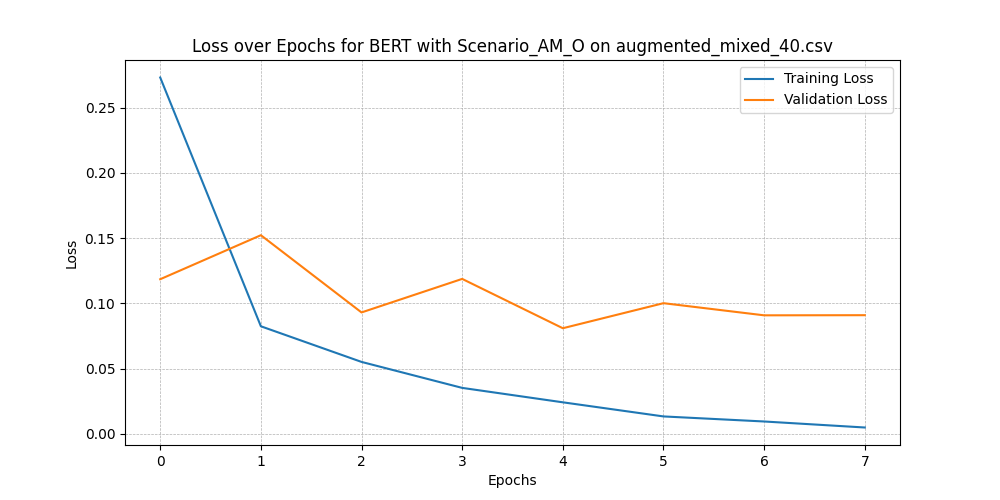 Loss over Epochs for BERT with Scenario_AM_O on augmented_mixed_40.csv
Training Loss
Validation Loss
0.25
0.20
0.15
0.10
0.05
0.00
Loss
0 1 2 3 4 5 6 7
Epochs